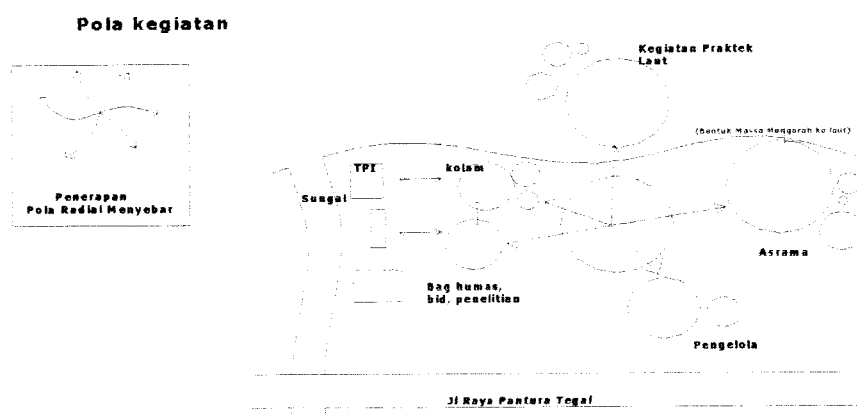 Pola kegiatan
Kegiatan Praktek
Laut
(Bentuk Massa Mengarah ke laut)
TPI
kolam
Sungai
Penerapan
Pola Radial Menyebar
Asrama
Bag humas,
bid. penelitian
Pengelola
Jl Raya Pantura Tegal